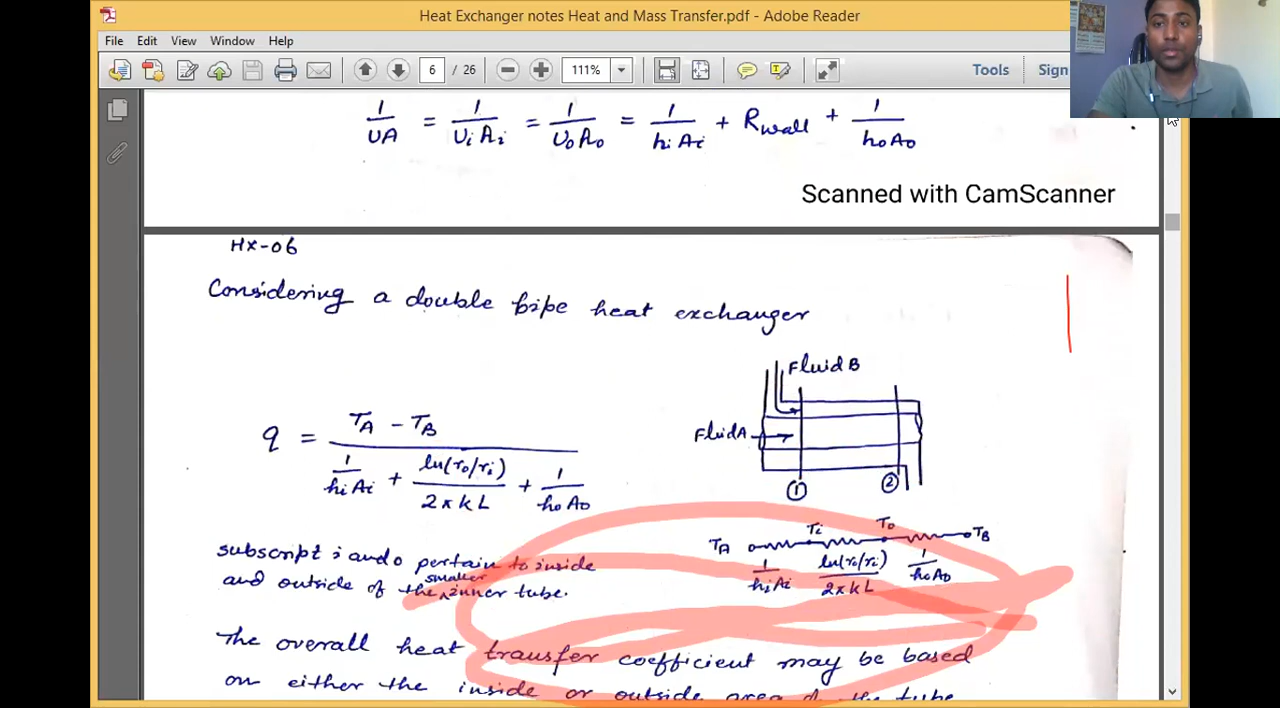 Heat Exchanger notes Heat and Mass Transfer.pdf - Adobe Reader
File Edit View Window Help
6 / 26 111% Tools Sign
1/UA = 1/UiAi = 1/UoAo = 1/hiAi + Rwall + 1/hoAo
Scanned with CamScanner
HX-06
Considering a double pipe heat exchanger
Fluid B
Fluid A
① ②
q = (TA - TB) / (1/hiAi + ln(ro/ri)/2πkL + 1/hoAo)
TA Ti To TB
1/hiAi ln(ro/ri)/2πkL 1/hoAo
subscript i and o pertain to inside
and outside of the smaller inner tube.
The overall heat transfer coefficient may be based
on either the inside or outside area of the tube